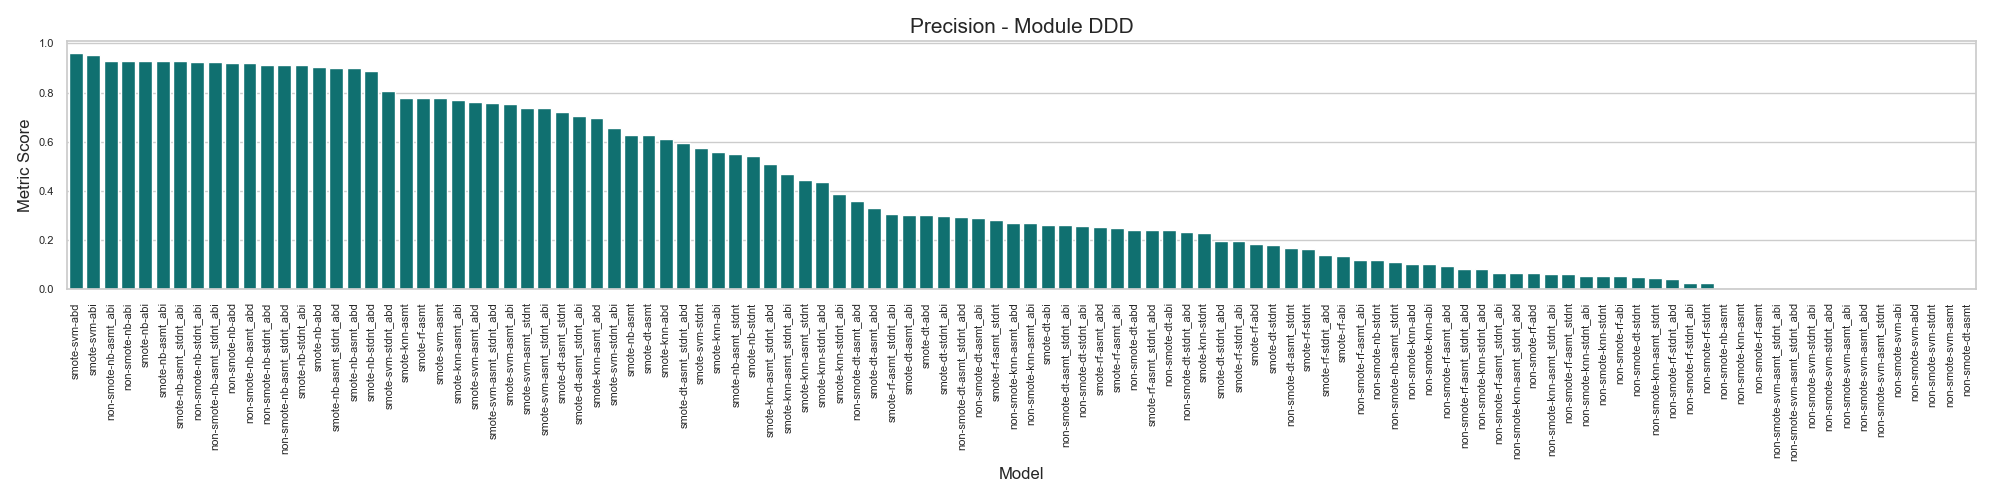 Precision - Module DDD
Metric Score
1.0
0.8
0.6
0.4
0.2
0.0
smote-svm-abd
smote-svm-abi
non-smote-nb-asmt_abi
non-smote-nb-abi
smote-nb-abi
smote-nb-asmt_abi
smote-nb-asmt_stdnt_abi
non-smote-nb-stdnt_abi
non-smote-nb-asmt_stdnt_abi
non-smote-nb-abd
non-smote-nb-asmt_abd
non-smote-nb-stdnt_abd
non-smote-nb-asmt_stdnt_abd
smote-nb-stdnt_abi
smote-nb-abd
smote-nb-asmt_stdnt_abd
smote-nb-asmt_abd
smote-nb-stdnt_abd
smote-svm-stdnt_abd
smote-knn-asmt
smote-rf-asmt
smote-svm-asmt
smote-knn-asmt_abi
smote-svm-asmt_abd
smote-svm-asmt_stdnt_abd
smote-svm-asmt_abi
smote-svm-asmt_stdnt
smote-svm-asmt_stdnt_abi
smote-dt-asmt_stdnt
smote-dt-asmt_stdnt_abi
smote-knn-asmt_abd
smote-svm-stdnt_abi
smote-nb-asmt
smote-dt-asmt
smote-knn-abd
smote-dt-asmt_stdnt_abd
smote-svm-stdnt
smote-knn-abi
smote-nb-asmt_stdnt
smote-nb-stdnt
smote-knn-asmt_stdnt_abd
smote-knn-asmt_stdnt_abi
smote-knn-asmt_stdnt
smote-knn-stdnt_abd
smote-knn-stdnt_abi
non-smote-dt-asmt_abd
smote-dt-asmt_abd
smote-rf-asmt_stdnt_abi
smote-dt-asmt_abi
smote-dt-abd
smote-dt-stdnt_abi
non-smote-dt-asmt_stdnt_abd
non-smote-dt-asmt_abi
smote-rf-asmt_stdnt
non-smote-knn-asmt_abd
non-smote-knn-asmt_abi
smote-dt-abi
non-smote-dt-asmt_stdnt_abi
non-smote-dt-stdnt_abi
smote-rf-asmt_abd
smote-rf-asmt_abi
non-smote-dt-abd
smote-rf-asmt_stdnt_abd
non-smote-dt-abi
non-smote-dt-stdnt_abd
smote-knn-stdnt
smote-dt-stdnt_abd
smote-rf-stdnt_abi
smote-rf-abd
smote-dt-stdnt
non-smote-dt-asmt_stdnt
smote-rf-stdnt
smote-rf-stdnt_abd
smote-rf-abi
non-smote-rf-asmt_abi
non-smote-nb-stdnt
non-smote-nb-asmt_stdnt
non-smote-knn-abd
non-smote-knn-abi
non-smote-rf-asmt_abd
non-smote-rf-asmt_stdnt_abd
non-smote-knn-stdnt_abd
non-smote-rf-asmt_stdnt_abi
non-smote-knn-asmt_stdnt_abd
non-smote-rf-abd
non-smote-knn-asmt_stdnt_abi
non-smote-rf-asmt_stdnt
non-smote-knn-stdnt_abi
non-smote-knn-stdnt
non-smote-rf-abi
non-smote-dt-stdnt
non-smote-knn-asmt_stdnt
non-smote-rf-stdnt_abd
non-smote-rf-stdnt_abi
non-smote-rf-stdnt
non-smote-nb-asmt
non-smote-knn-asmt
non-smote-rf-asmt
non-smote-svm-asmt_stdnt_abi
non-smote-svm-asmt_stdnt_abd
non-smote-svm-stdnt_abi
non-smote-svm-stdnt_abd
non-smote-svm-asmt_abi
non-smote-svm-asmt_abd
non-smote-svm-asmt_stdnt
non-smote-svm-abi
non-smote-svm-abd
non-smote-svm-stdnt
non-smote-svm-asmt
non-smote-dt-asmt
Model